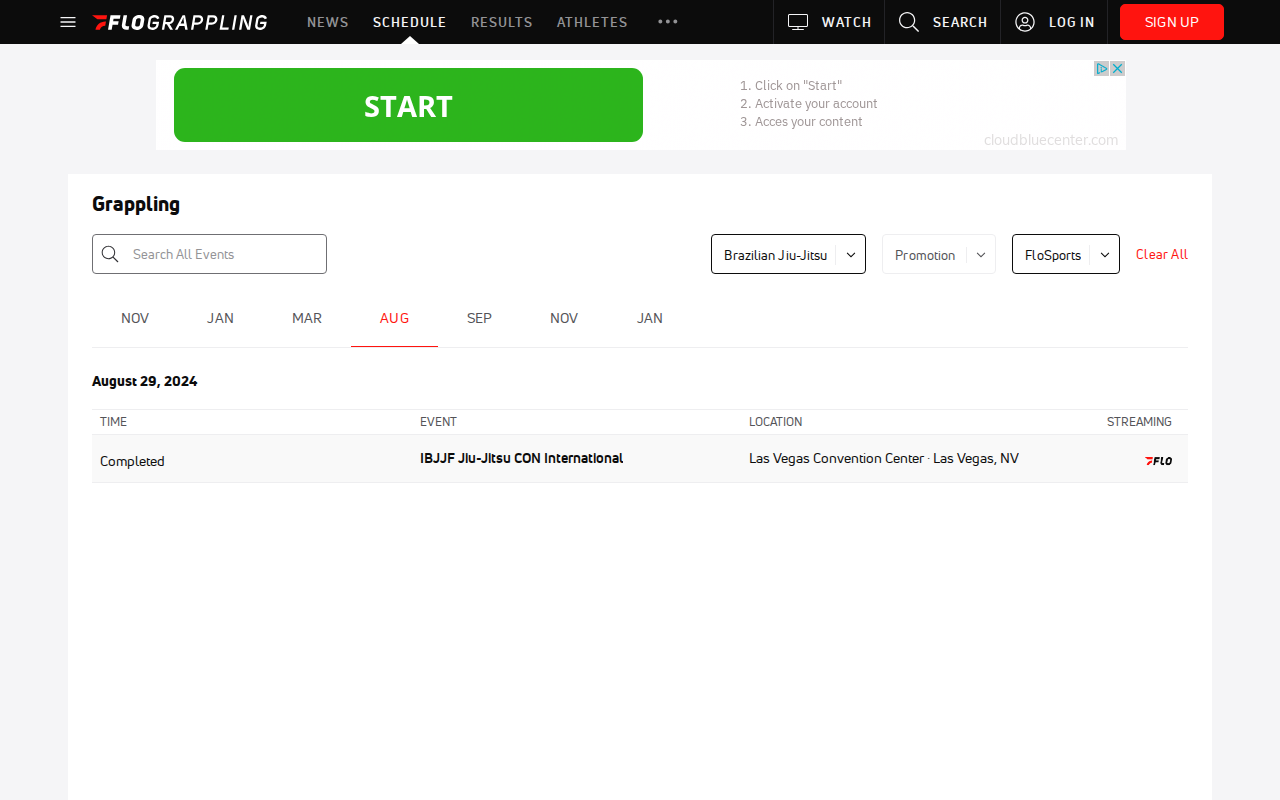 FLOGRAPPLING NEWS SCHEDULE RESULTS ATHLETES WATCH SEARCH LOG IN SIGN UP
START
1. Click on "Start"
2. Activate your account
3. Acces your content
cloudbluecenter.com
Grappling
Search All Events Brazilian Jiu-Jitsu Promotion FloSports Clear All
NOV JAN MAR AUG SEP NOV JAN
August 29, 2024
TIME EVENT LOCATION STREAMING
Completed IBJJF Jiu-Jitsu CON International Las Vegas Convention Center · Las Vegas, NV FLO